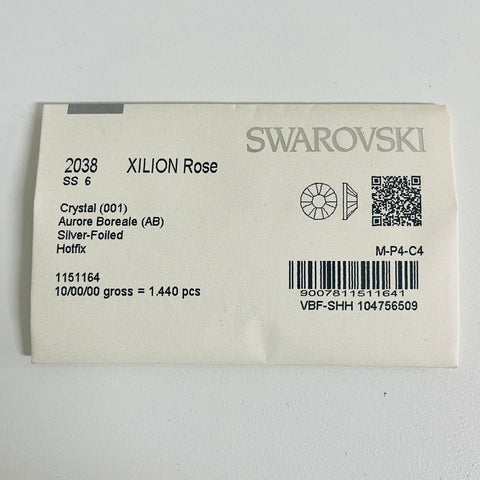 SWAROVSKI
2038 XILION Rose
SS 6
Crystal (001)
Aurore Boreale (AB)
Silver-Foiled
Hotfix
M-P4-C4
1151164
10/00/00 gross = 1.440 pcs
9007811511641
VBF-SHH 104756509